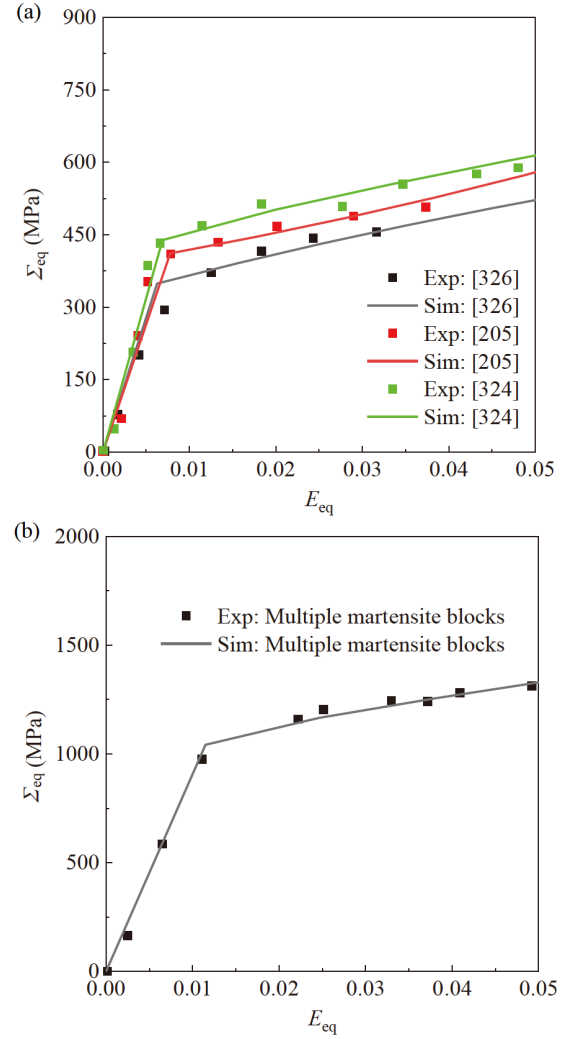 (a)
900
750
600
450
300
150
0
Σeq (MPa)
Exp: [326]
Sim: [326]
Exp: [205]
Sim: [205]
Exp: [324]
Sim: [324]
0.00 0.01 0.02 0.03 0.04 0.05
Eeq
(b)
2000
1500
1000
500
0
Σeq (MPa)
Exp: Multiple martensite blocks
Sim: Multiple martensite blocks
0.00 0.01 0.02 0.03 0.04 0.05
Eeq